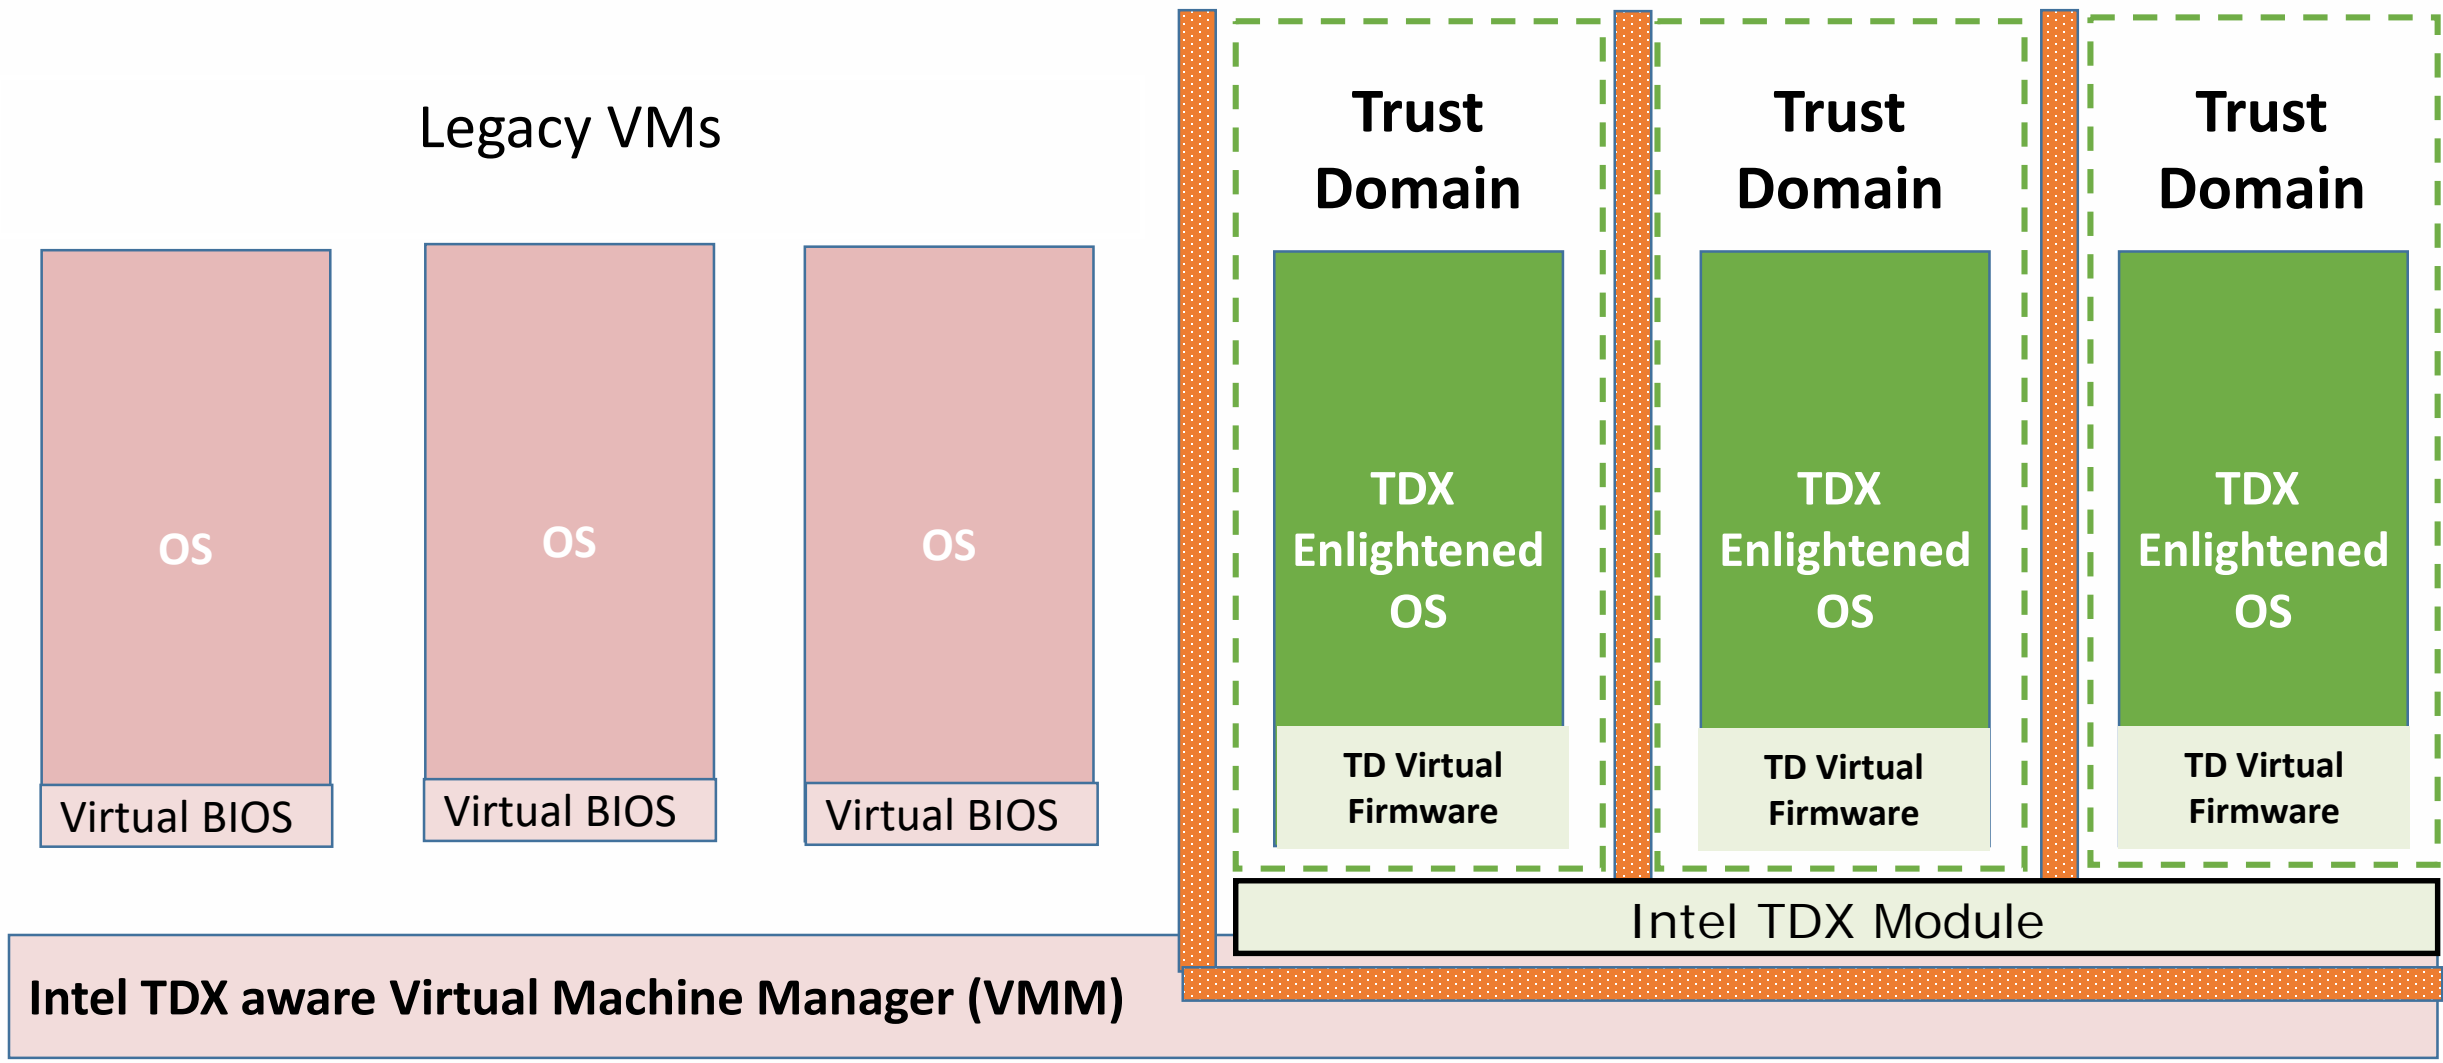 Legacy VMs
OS
Virtual BIOS
OS
Virtual BIOS
OS
Virtual BIOS
Trust
Domain
TDX
Enlightened
OS
TD Virtual
Firmware
Trust
Domain
TDX
Enlightened
OS
TD Virtual
Firmware
Trust
Domain
TDX
Enlightened
OS
TD Virtual
Firmware
Intel TDX Module
Intel TDX aware Virtual Machine Manager (VMM)